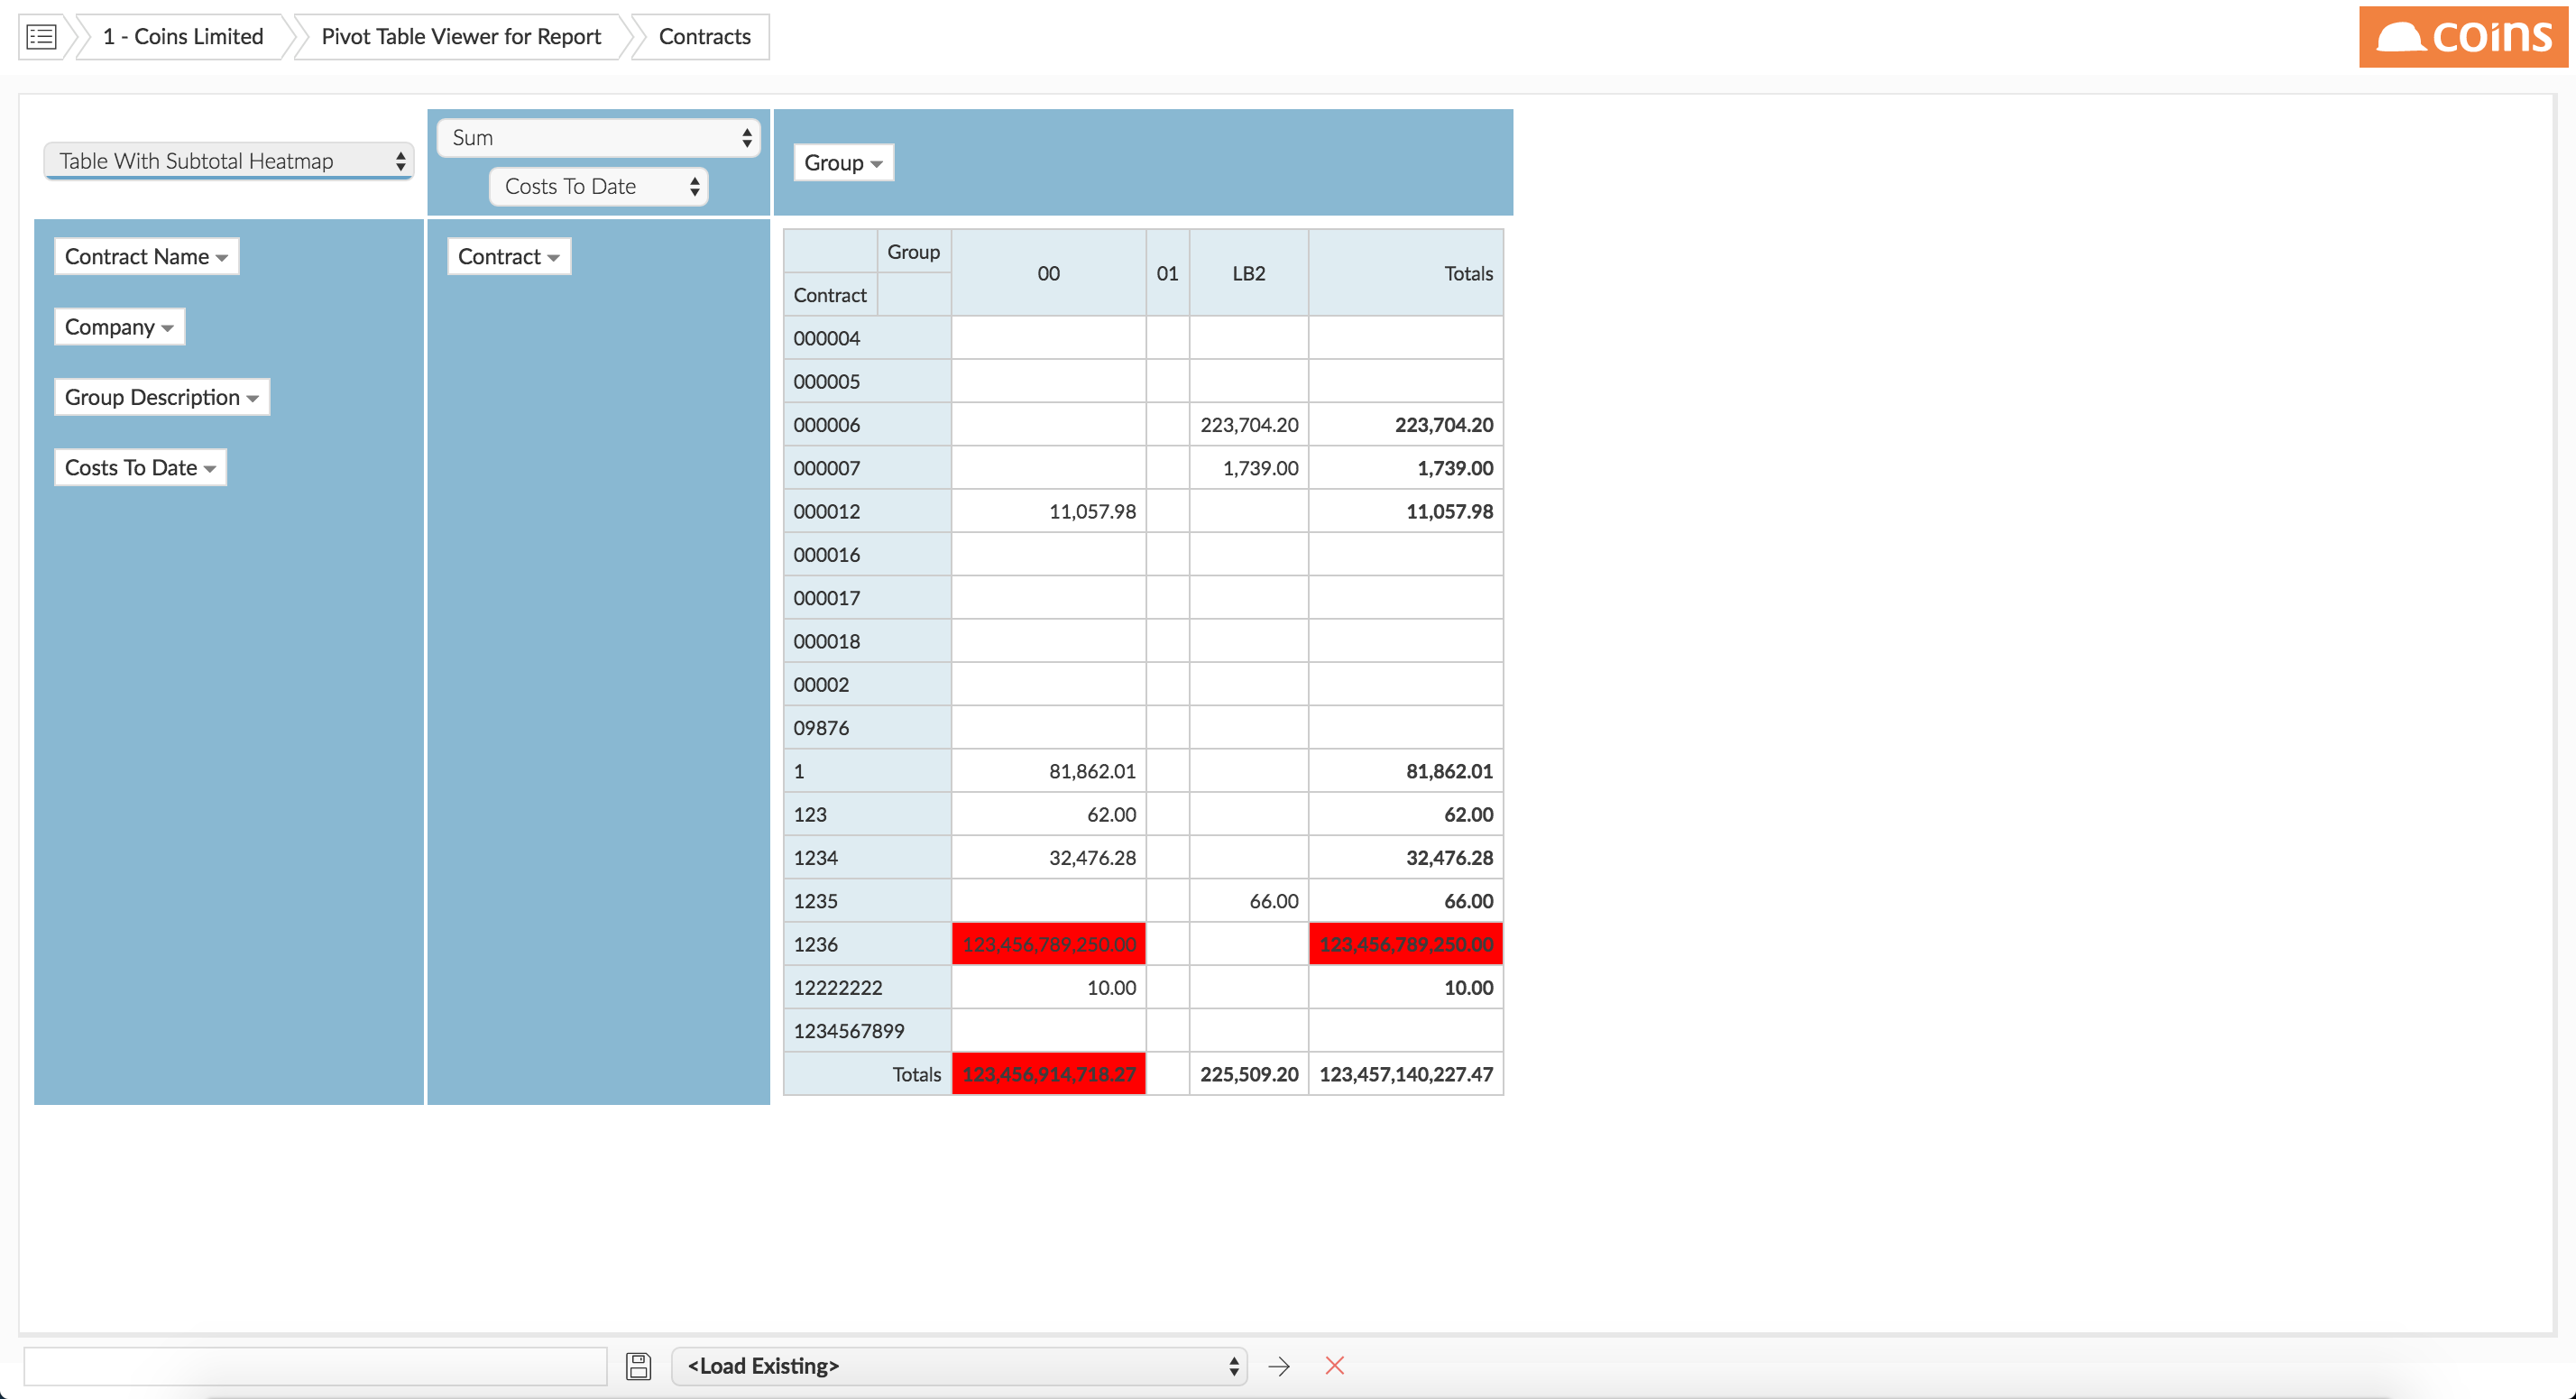 1 - Coins Limited Pivot Table Viewer for Report Contracts
coins
Table With Subtotal Heatmap
Sum
Costs To Date
Group
Contract Name
Company
Group Description
Costs To Date
Contract
Group 00 01 LB2 Totals
Contract
000004
000005
000006 223,704.20 223,704.20
000007 1,739.00 1,739.00
000012 11,057.98 11,057.98
000016
000017
000018
00002
09876
1 81,862.01 81,862.01
123 62.00 62.00
1234 32,476.28 32,476.28
1235 66.00 66.00
1236 123,456,789,250.00 123,456,789,250.00
12222222 10.00 10.00
1234567899
Totals 123,456,914,718.27 225,509.20 123,457,140,227.47
<Load Existing>